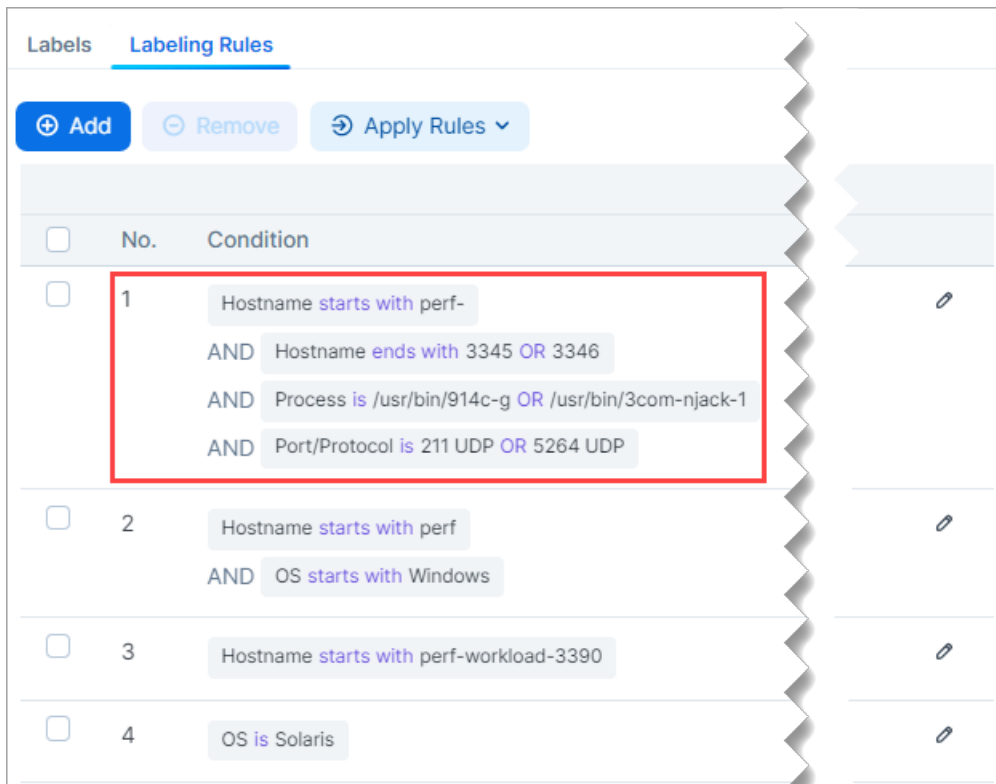 Labels Labeling Rules
Add Remove Apply Rules
No. Condition
1 Hostname starts with perf-
AND Hostname ends with 3345 OR 3346
AND Process is /usr/bin/914c-g OR /usr/bin/3com-njack-1
AND Port/Protocol is 211 UDP OR 5264 UDP
2 Hostname starts with perf
AND OS starts with Windows
3 Hostname starts with perf-workload-3390
4 OS is Solaris